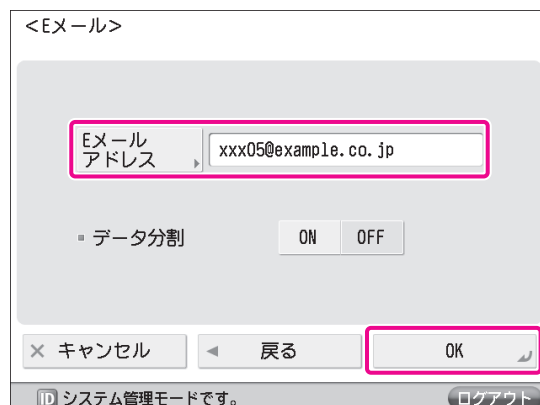 <Eメール>
Eメール
アドレス
xxx05@example.co.jp
データ分割
ON OFF
× キャンセル ◀ 戻る OK
ID システム管理モードです。 ログアウト